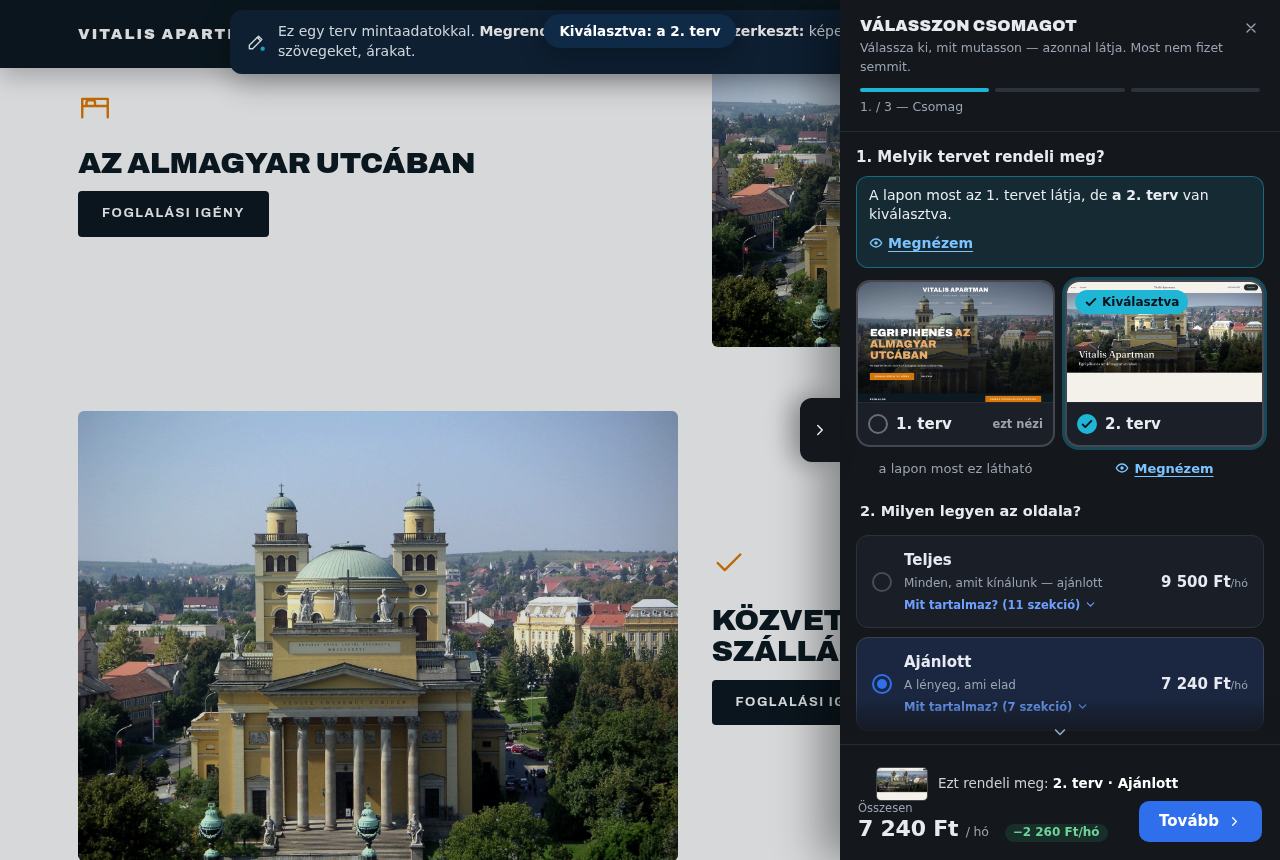 VITALIS APARTM
Ez egy terv mintaadatokkal. Megrend
zerkeszt: képe
szövegeket, árakat.
Kiválasztva: a 2. terv
AZ ALMAGYAR UTCÁBAN
FOGLALÁSI IGÉNY
KÖZVET
SZÁLLÁ
FOGLALÁSI IG
VÁLASSZON CSOMAGOT
Válassza ki, mit mutasson — azonnal látja. Most nem fizet
semmit.
1. / 3 — Csomag
1. Melyik tervet rendeli meg?
A lapon most az 1. tervet látja, de a 2. terv van
kiválasztva.
Megnézem
VITALIS APARTMAN
EGRI PIHENÉS AZ
ALMAGYAR
UTCÁBAN
1. terv
ezt nézi
a lapon most ez látható
Kiválasztva
Vitalis Apartman
2. terv
Megnézem
2. Milyen legyen az oldala?
Teljes
Minden, amit kínálunk — ajánlott
9 500 Ft/hó
Mit tartalmaz? (11 szekció)
Ajánlott
A lényeg, ami elad
7 240 Ft/hó
Mit tartalmaz? (7 szekció)
Ezt rendeli meg: 2. terv · Ajánlott
Összesen
7 240 Ft / hó
−2 260 Ft/hó
Tovább